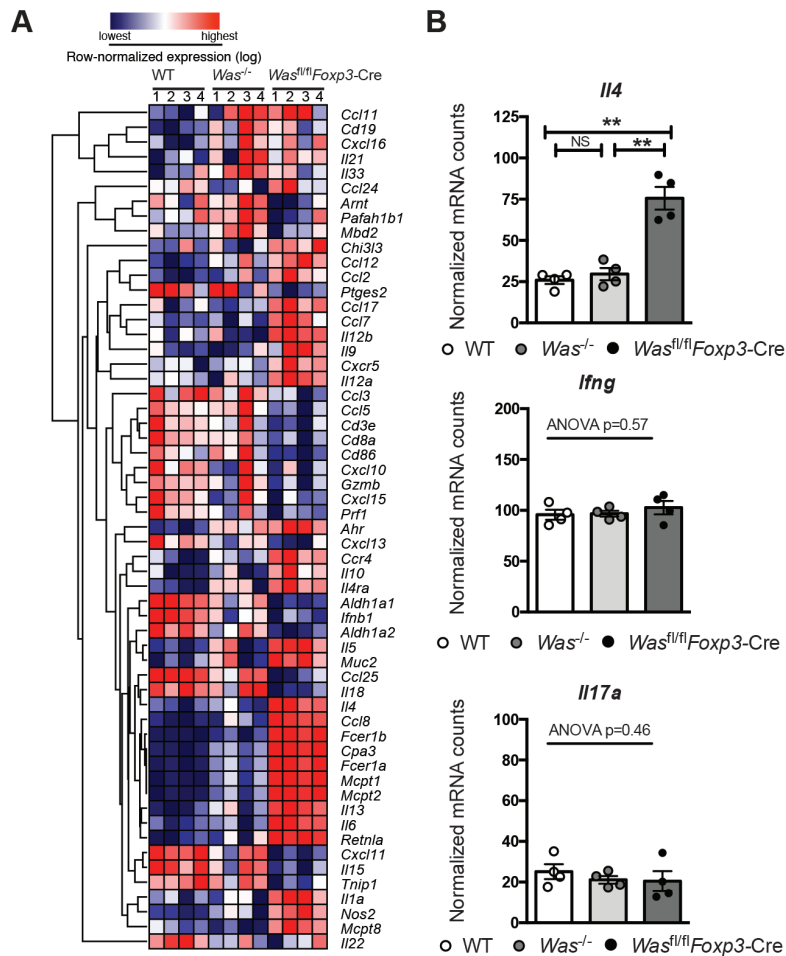 A
lowest highest
Row-normalized expression (log)
WT Was-/- Wasfl/flFoxp3-Cre
1 2 3 4 1 2 3 4 1 2 3 4
Ccl11
Cd19
Cxcl16
Il21
Il33
Ccl24
Arnt
Pafah1b1
Mbd2
Chi3l3
Ccl12
Ccl2
Ptges2
Ccl17
Ccl7
Il12b
Il9
Cxcr5
Il12a
Ccl3
Ccl5
Cd3e
Cd8a
Cd86
Cxcl10
Gzmb
Cxcl15
Prf1
Ahr
Cxcl13
Ccr4
Il10
Il4ra
Aldh1a1
Ifnb1
Aldh1a2
Il5
Muc2
Ccl25
Il18
Il4
Ccl8
Fcer1b
Cpa3
Fcer1a
Mcpt1
Mcpt2
Il13
Il6
Retnla
Cxcl11
Il15
Tnip1
Il1a
Nos2
Mcpt8
Il22
B
Il4
Normalized mRNA counts
125
100
75
50
25
0
**
NS **
WT Was-/- Wasfl/flFoxp3-Cre
Ifng
Normalized mRNA counts
200
150
100
50
0
ANOVA p=0.57
WT Was-/- Wasfl/flFoxp3-Cre
Il17a
Normalized mRNA counts
100
80
60
40
20
0
ANOVA p=0.46
WT Was-/- Wasfl/flFoxp3-Cre